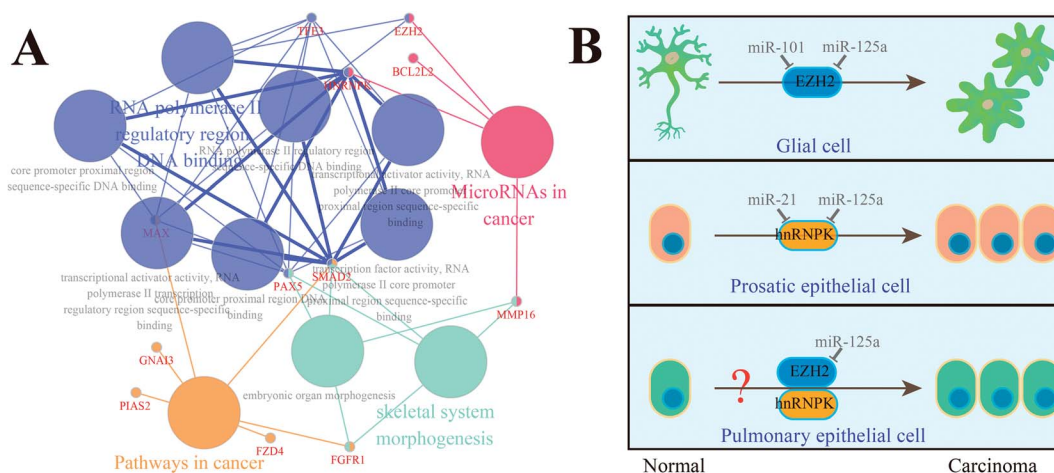 A
TFE3
EZH2
BCL2L2
HNRNPK
RNA polymerase II
regulatory region
DNA binding
RNA polymerase II regulatory region
sequence-specific DNA binding
core promoter proximal region
sequence-specific DNA binding
transcriptional activator activity, RNA
polymerase II core promoter
proximal region sequence-specific
binding
MicroRNAs in
cancer
MAX
SMAD2
PAX5
transcriptional activator activity, RNA
polymerase II transcription
regulatory region sequence-specific
binding
core promoter proximal region DNA
binding
transcription factor activity, RNA
polymerase II core promoter
proximal region sequence-specific
binding
MMP16
GNAI3
PIAS2
embryonic organ morphogenesis
skeletal system
morphogenesis
FZD4
FGFR1
Pathways in cancer
B
miR-101
miR-125a
EZH2
Glial cell
miR-21
miR-125a
hnRNPK
Prosatic epithelial cell
miR-125a
?
EZH2
hnRNPK
Pulmonary epithelial cell
Normal
Carcinoma